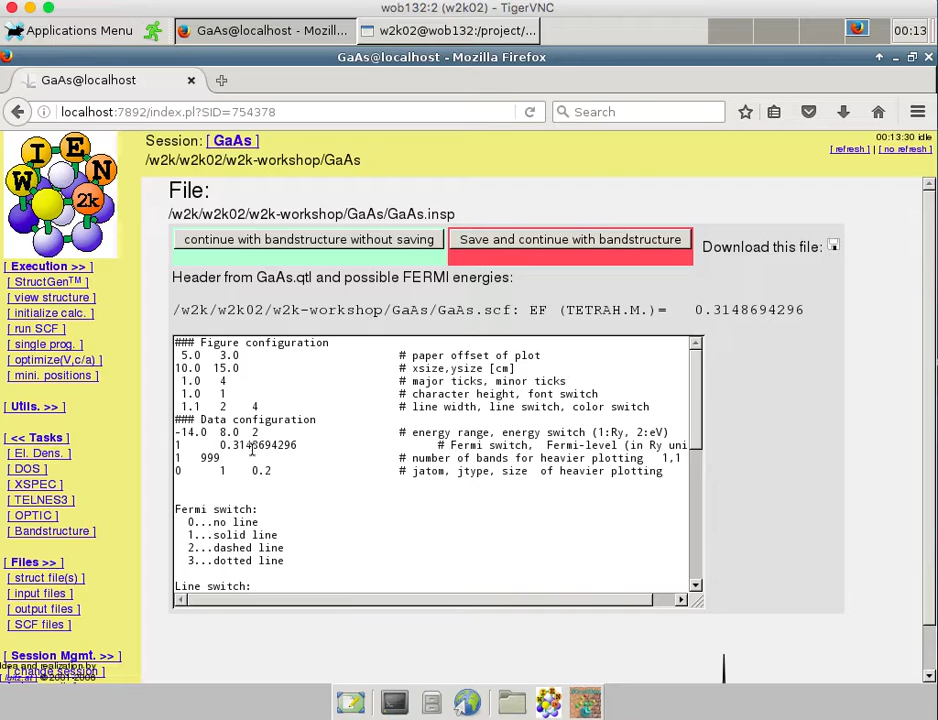 wob132:2 (w2k02) - TigerVNC
Applications Menu
GaAs@localhost - Mozill...
w2k02@wob132:/project/...
00:13
GaAs@localhost - Mozilla Firefox
GaAs@localhost
localhost:7892/index.pl?SID=754378
Search
W I E N 2k
Session: [ GaAs ]
/w2k/w2k02/w2k-workshop/GaAs
00:13:30 idle
[ refresh ] | [ no refresh ]
File:
/w2k/w2k02/w2k-workshop/GaAs/GaAs.insp
continue with bandstructure without saving
Save and continue with bandstructure
Download this file:
Header from GaAs.qtl and possible FERMI energies:
/w2k/w2k02/w2k-workshop/GaAs/GaAs.scf: EF (TETRAH.M.)= 0.3148694296
### Figure configuration
5.0 3.0 # paper offset of plot
10.0 15.0 # xsize,ysize [cm]
1.0 4 # major ticks, minor ticks
1.0 1 # character height, font switch
1.1 2 4 # line width, line switch, color switch
### Data configuration
-14.0 8.0 2 # energy range, energy switch (1:Ry, 2:eV)
1 0.3148694296 # Fermi switch, Fermi-level (in Ry uni
1 999 # number of bands for heavier plotting 1,1
0 1 0.2 # jatom, jtype, size of heavier plotting
Fermi switch:
0...no line
1...solid line
2...dashed line
3...dotted line
Line switch:
[ Execution >> ]
[ StructGen™ ]
[ view structure ]
[ initialize calc. ]
[ run SCF ]
[ single prog. ]
[ optimize(V,c/a) ]
[ mini. positions ]
[ Utils. >> ]
[ << Tasks ]
[ El. Dens. ]
[ DOS ]
[ XSPEC ]
[ TELNES3 ]
[ OPTIC ]
[ Bandstructure ]
[ Files >> ]
[ struct file(s) ]
[ input files ]
[ output files ]
[ SCF files ]
[ Session Mgmt. >> ]
[ change session ]
Idea and realization by
© 2001-2006